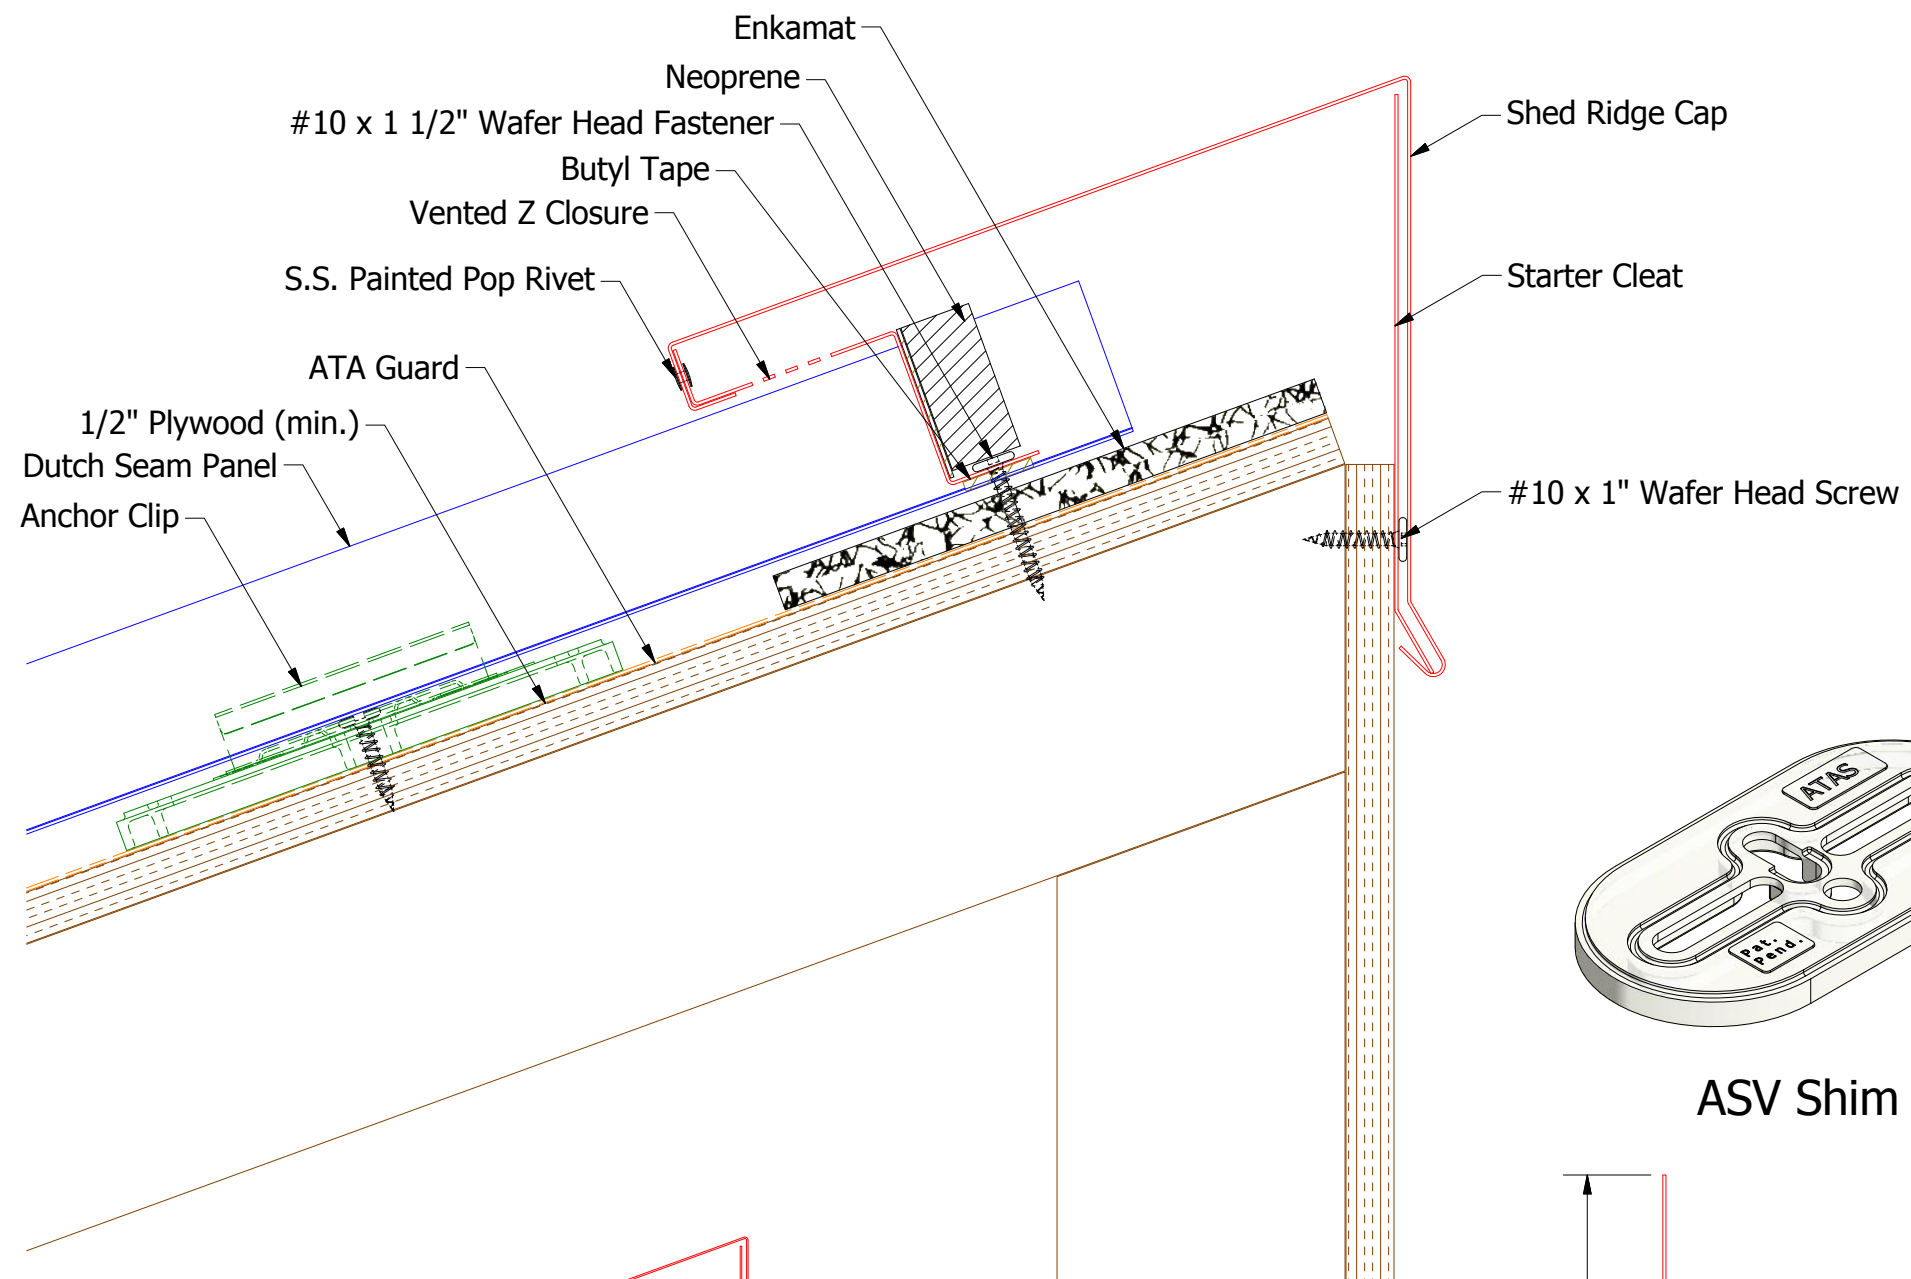 Enkamat
Neoprene
#10 x 1 1/2" Wafer Head Fastener
Butyl Tape
Vented Z Closure
S.S. Painted Pop Rivet
ATA Guard
1/2" Plywood (min.)
Dutch Seam Panel
Anchor Clip
Shed Ridge Cap
Starter Cleat
#10 x 1" Wafer Head Screw
ATAS
Pat.
Pend.
ASV Shim